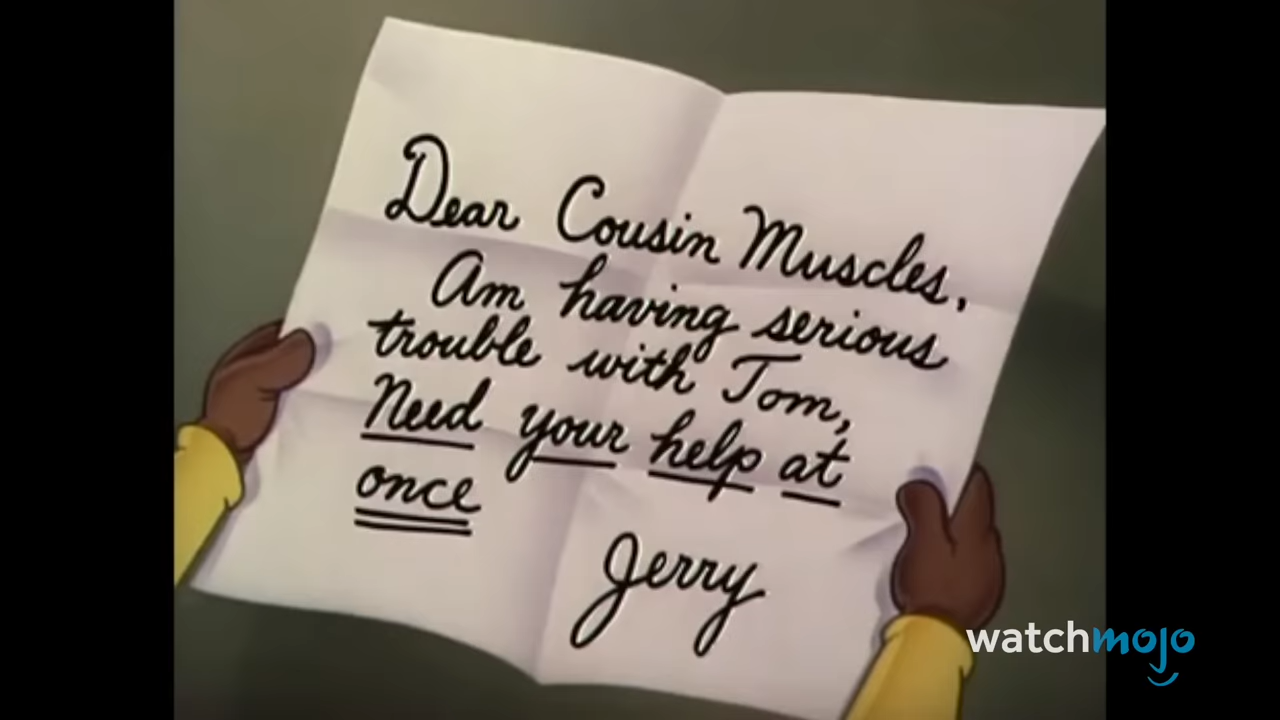 Dear Cousin Muscles,
Am having serious
trouble with Tom,
Need your help at
once
Jerry
watchmojo